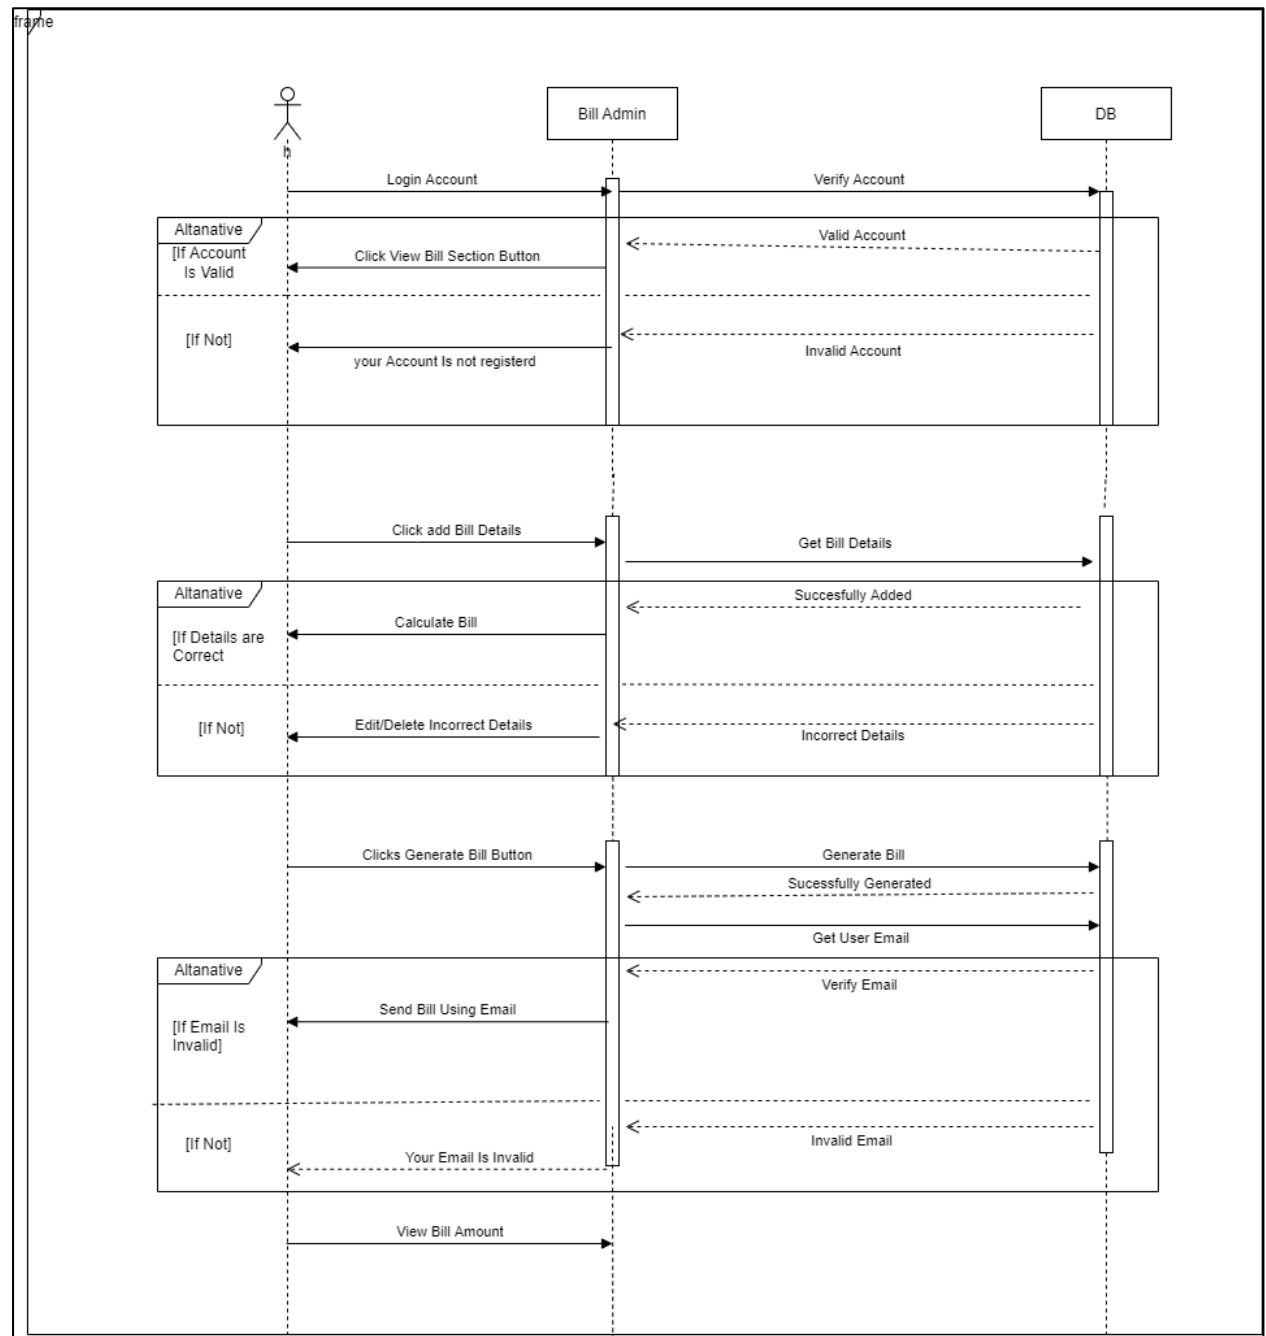 frame
Bill Admin
DB
h
Login Account
Verify Account
Altanative
Valid Account
[If Account
Is Valid
Click View Bill Section Button
[If Not]
Invalid Account
your Account Is not registerd
Click add Bill Details
Get Bill Details
Altanative
Succesfully Added
Calculate Bill
[If Details are
Correct
[If Not]
Edit/Delete Incorrect Details
Incorrect Details
Clicks Generate Bill Button
Generate Bill
Sucessfully Generated
Get User Email
Altanative
Verify Email
Send Bill Using Email
[If Email Is
Invalid]
[If Not]
Invalid Email
Your Email Is Invalid
View Bill Amount